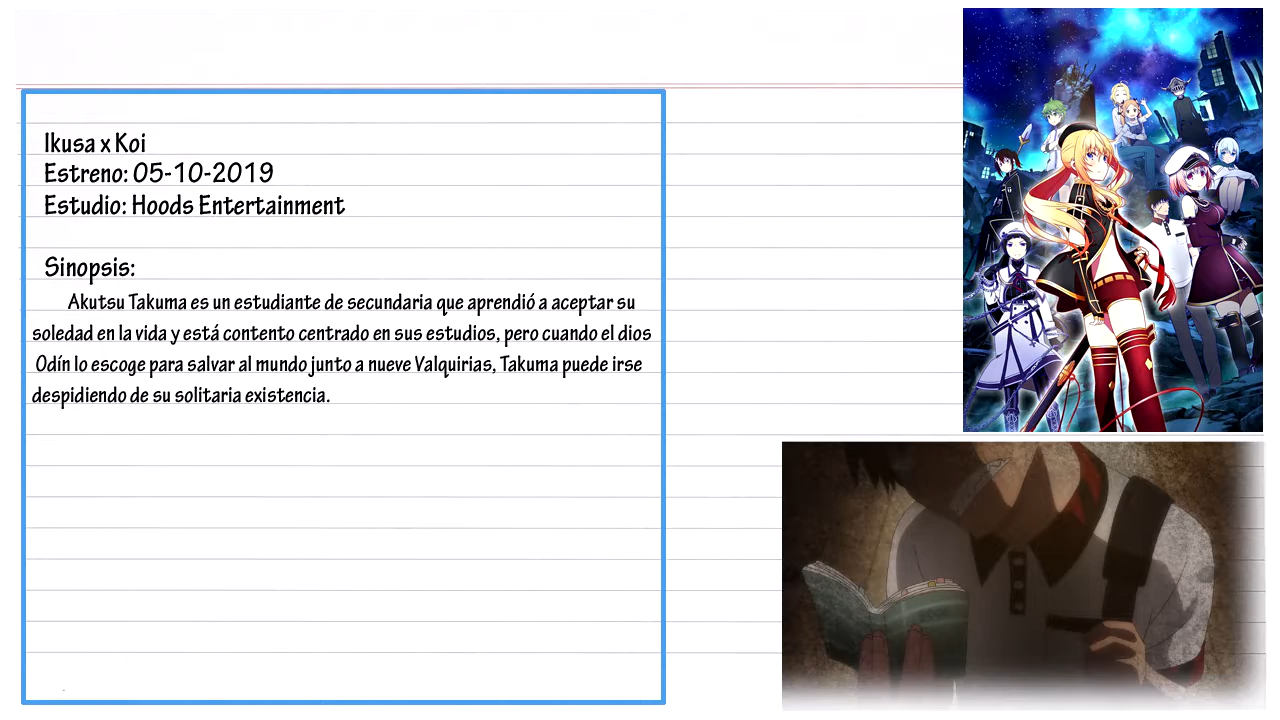 Ikusa x Koi
Estreno: 05-10-2019
Estudio: Hoods Entertainment
Sinopsis:
Akutsu Takuma es un estudiante de secundaria que aprendió a aceptar su
soledad en la vida y está contento centrado en sus estudios, pero cuando el dios
Odín lo escoge para salvar al mundo junto a nueve Valquirias, Takuma puede irse
despidiendo de su solitaria existencia.